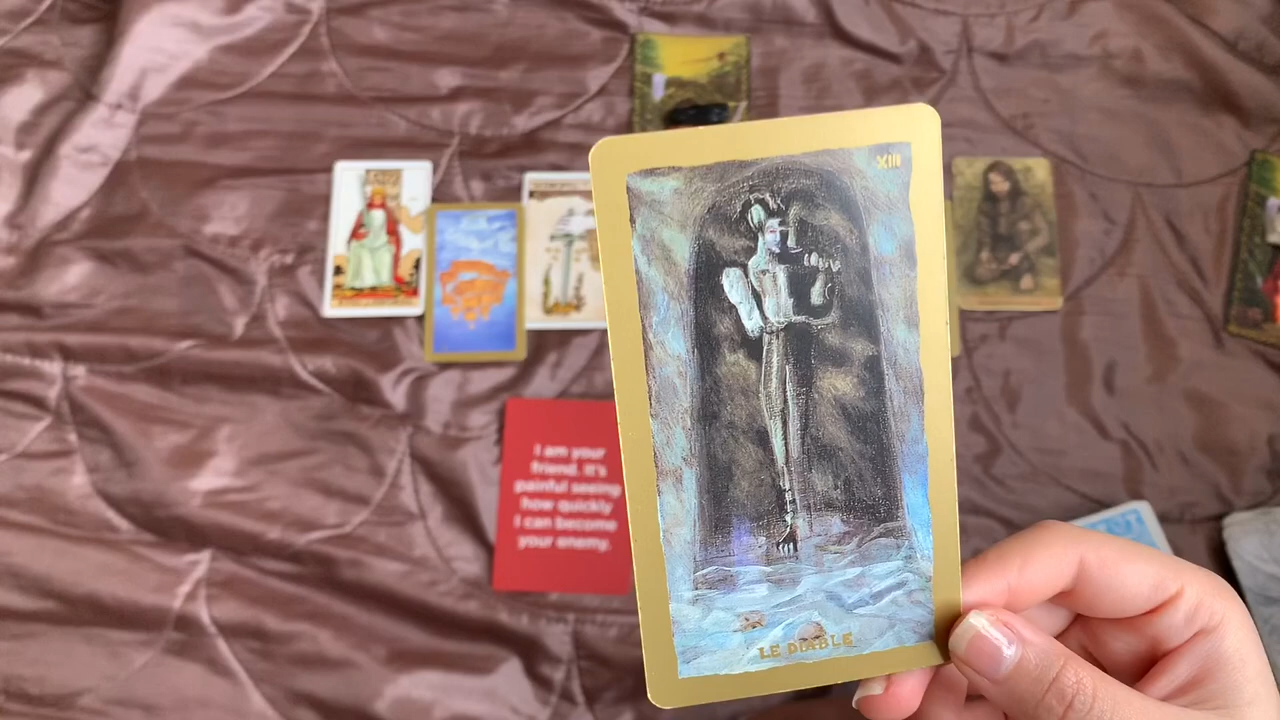 XIII
LE DIABLE
I am your
friend. It's
painful seeing
how quickly
I can become
your enemy.